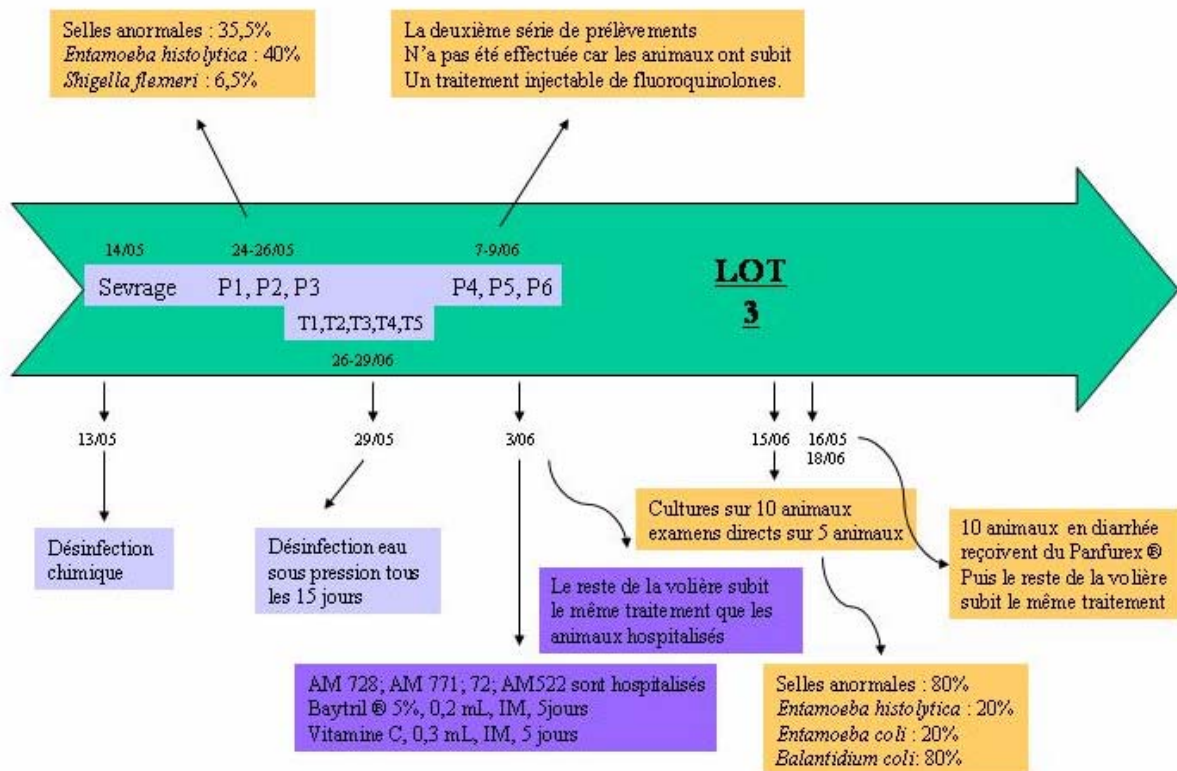 Selles anormales : 35,5%
Entamoeba histolytica : 40%
Shigella flexneri : 6,5%
La deuxième série de prélèvements
N'a pas été effectuée car les animaux ont subit
Un traitement injectable de fluoroquinolones.
14/05
24-26/05
7-9/06
Sevrage
P1, P2, P3
P4, P5, P6
T1,T2,T3,T4,T5
26-29/06
LOT
3
13/05
29/05
3/06
15/06
16/05
18/06
Désinfection
chimique
Désinfection eau
sous pression tous
les 15 jours
Cultures sur 10 animaux
examens directs sur 5 animaux
10 animaux en diarrhée
reçoivent du Panfurex ®
Puis le reste de la volière
subit le même traitement
Le reste de la volière subit
le même traitement que les
animaux hospitalisés
AM 728; AM 771; 72; AM522 sont hospitalisés
Baytril ® 5%, 0,2 mL, IM, 5jours
Vitamine C, 0,3 mL, IM, 5 jours
Selles anormales : 80%
Entamoeba histolytica : 20%
Entamoeba coli : 20%
Balantidium coli: 80%